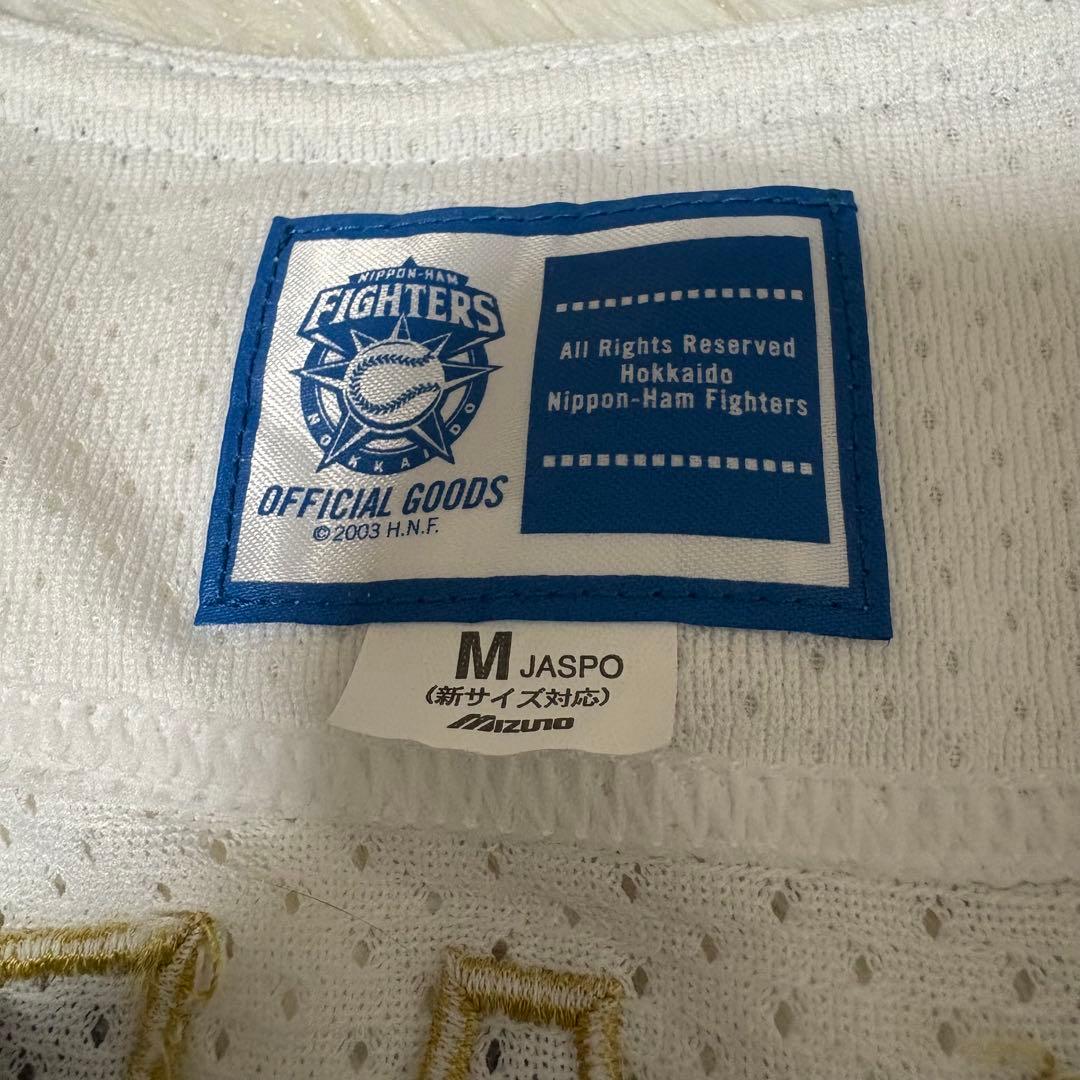 NIPPON-HAM
FIGHTERS
HOKKAIDO
OFFICIAL GOODS
© 2003 H.N.F.
All Rights Reserved
Hokkaido
Nippon-Ham Fighters
M JASPO
(新サイズ対応)
MIZUNO